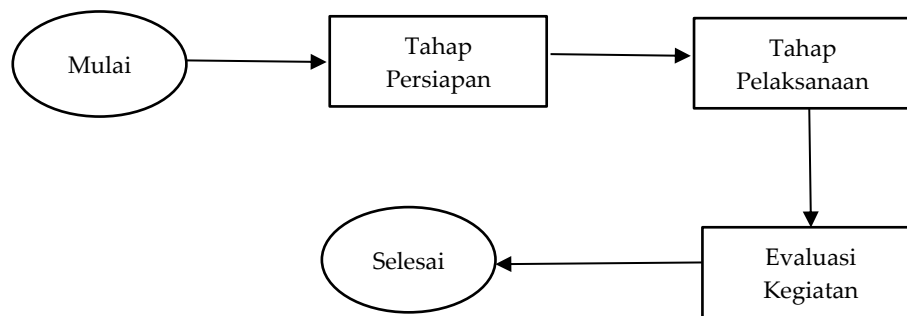 Mulai
Tahap
Persiapan
Tahap
Pelaksanaan
Selesai
Evaluasi
Kegiatan